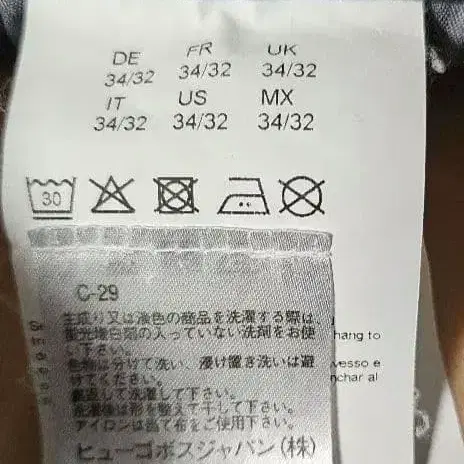 DE FR UK
34/32 34/32 34/32
IT US MX
34/32 34/32 34/32
30
C-29
生成り又は淡色の商品を洗濯する際は、
蛍光増白剤の入っていない洗剤をお使
い下さい。
色物は分けて洗い、浸け置き洗いは避
けてください。
裏返しで洗濯して下さい。
洗濯後は形を整えて干して下さい。
アイロンは当て布をご使用下さい。
ヒューゴボスジャパン(株)
hang to
vesso e
nchar al